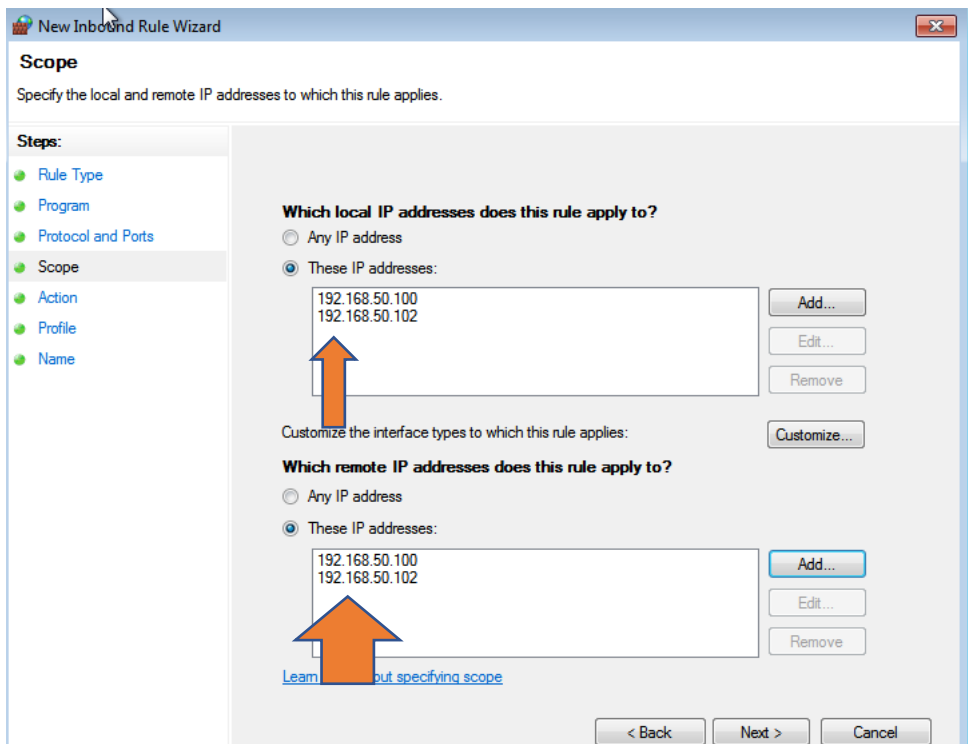 New Inbound Rule Wizard
Scope
Specify the local and remote IP addresses to which this rule applies.
Steps:
Rule Type
Program
Protocol and Ports
Scope
Action
Profile
Name
Which local IP addresses does this rule apply to?
Any IP address
These IP addresses:
192.168.50.100
192.168.50.102
Add...
Edit...
Remove
Customize the interface types to which this rule applies:
Customize...
Which remote IP addresses does this rule apply to?
Any IP address
These IP addresses:
192.168.50.100
192.168.50.102
Add...
Edit...
Remove
Learn out specifying scope
< Back Next > Cancel